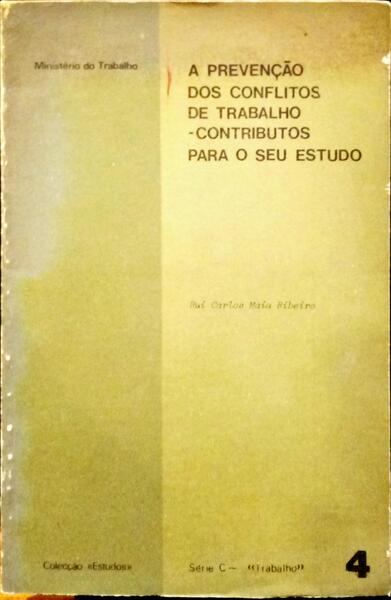 Ministério do Trabalho
A PREVENÇÃO
DOS CONFLITOS
DE TRABALHO
-CONTRIBUTOS
PARA O SEU ESTUDO
Rui Carlos Maia Ribeiro
Colecção «Estudos»
Série C — «Trabalho»
4